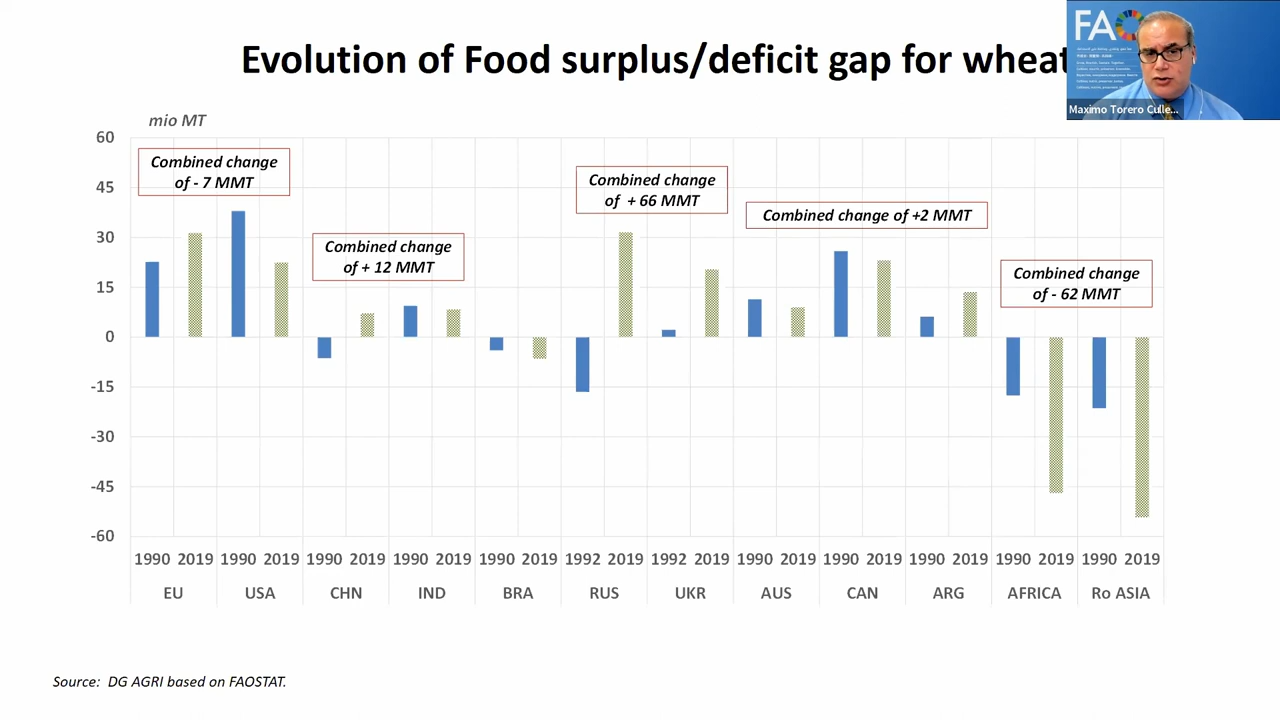 Evolution of Food surplus/deficit gap for wheat
FAO
Maximo Torero Culle...
mio MT
60
45
30
15
0
-15
-30
-45
-60
Combined change
of - 7 MMT
Combined change
of + 12 MMT
Combined change
of + 66 MMT
Combined change of +2 MMT
Combined change
of - 62 MMT
1990 2019 1990 2019 1990 2019 1990 2019 1990 2019 1992 2019 1992 2019 1990 2019 1990 2019 1990 2019 1990 2019 1990 2019
EU USA CHN IND BRA RUS UKR AUS CAN ARG AFRICA Ro ASIA
Source: DG AGRI based on FAOSTAT.